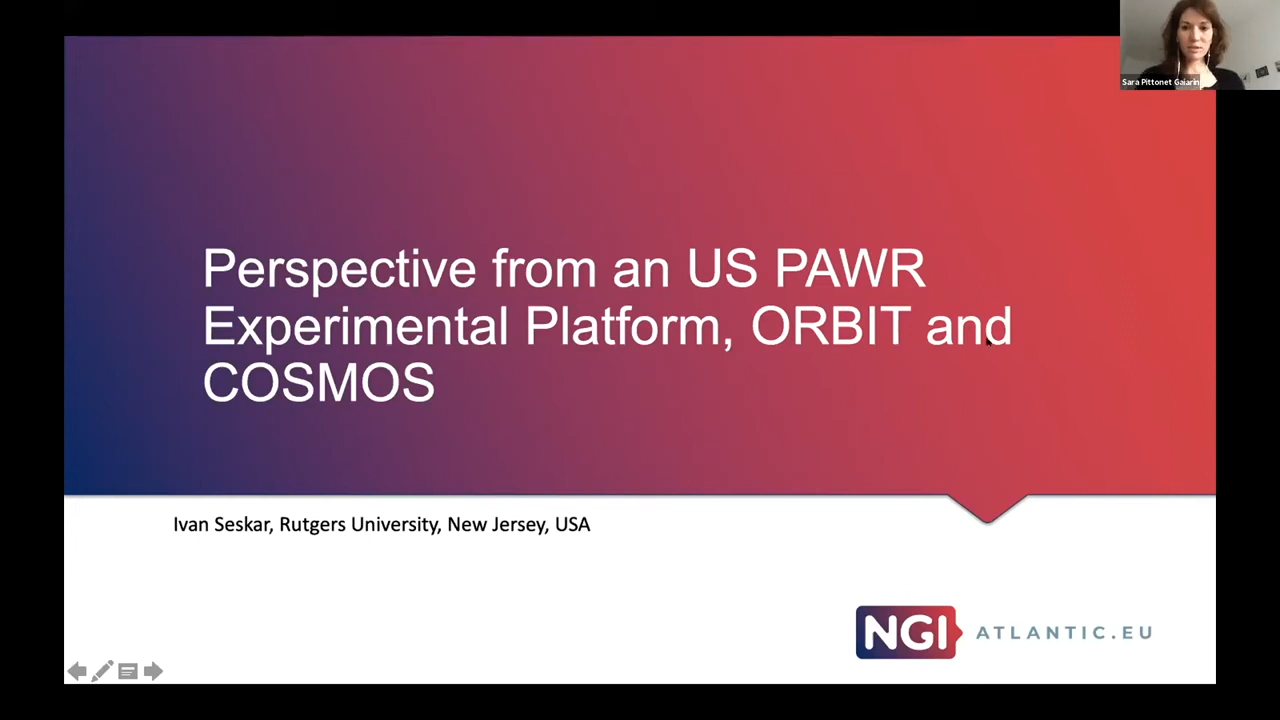 Sara Pittonet Gaiarin
Perspective from an US PAWR
Experimental Platform, ORBIT and
COSMOS
Ivan Seskar, Rutgers University, New Jersey, USA
NGI ATLANTIC.EU